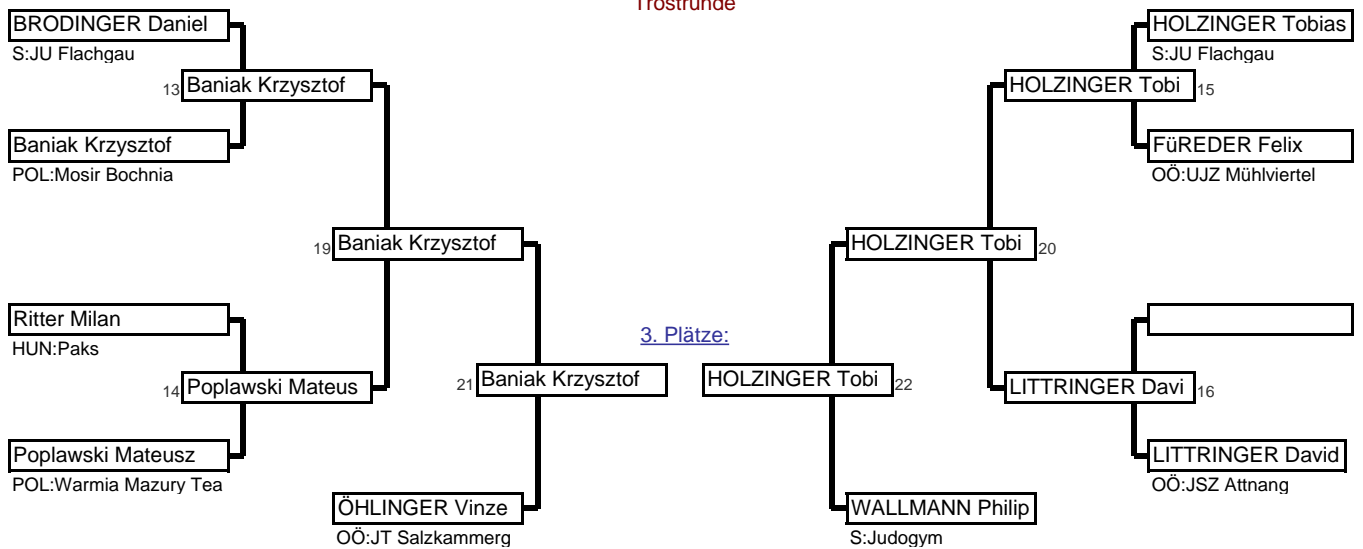 Trostrunde
BRODINGER Daniel
S:JU Flachgau
13 Baniak Krzysztof
Baniak Krzysztof
POL:Mosir Bochnia
19 Baniak Krzysztof
Ritter Milan
HUN:Paks
14 Poplawski Mateus
Poplawski Mateusz
POL:Warmia Mazury Tea
21 Baniak Krzysztof
ÖHLINGER Vinze
OÖ:JT Salzkammerg
3. Plätze:
HOLZINGER Tobias
S:JU Flachgau
HOLZINGER Tobi 15
FüREDER Felix
OÖ:UJZ Mühlviertel
HOLZINGER Tobi 20
HOLZINGER Tobi 22
LITTRINGER Davi 16
LITTRINGER David
OÖ:JSZ Attnang
WALLMANN Philip
S:Judogym